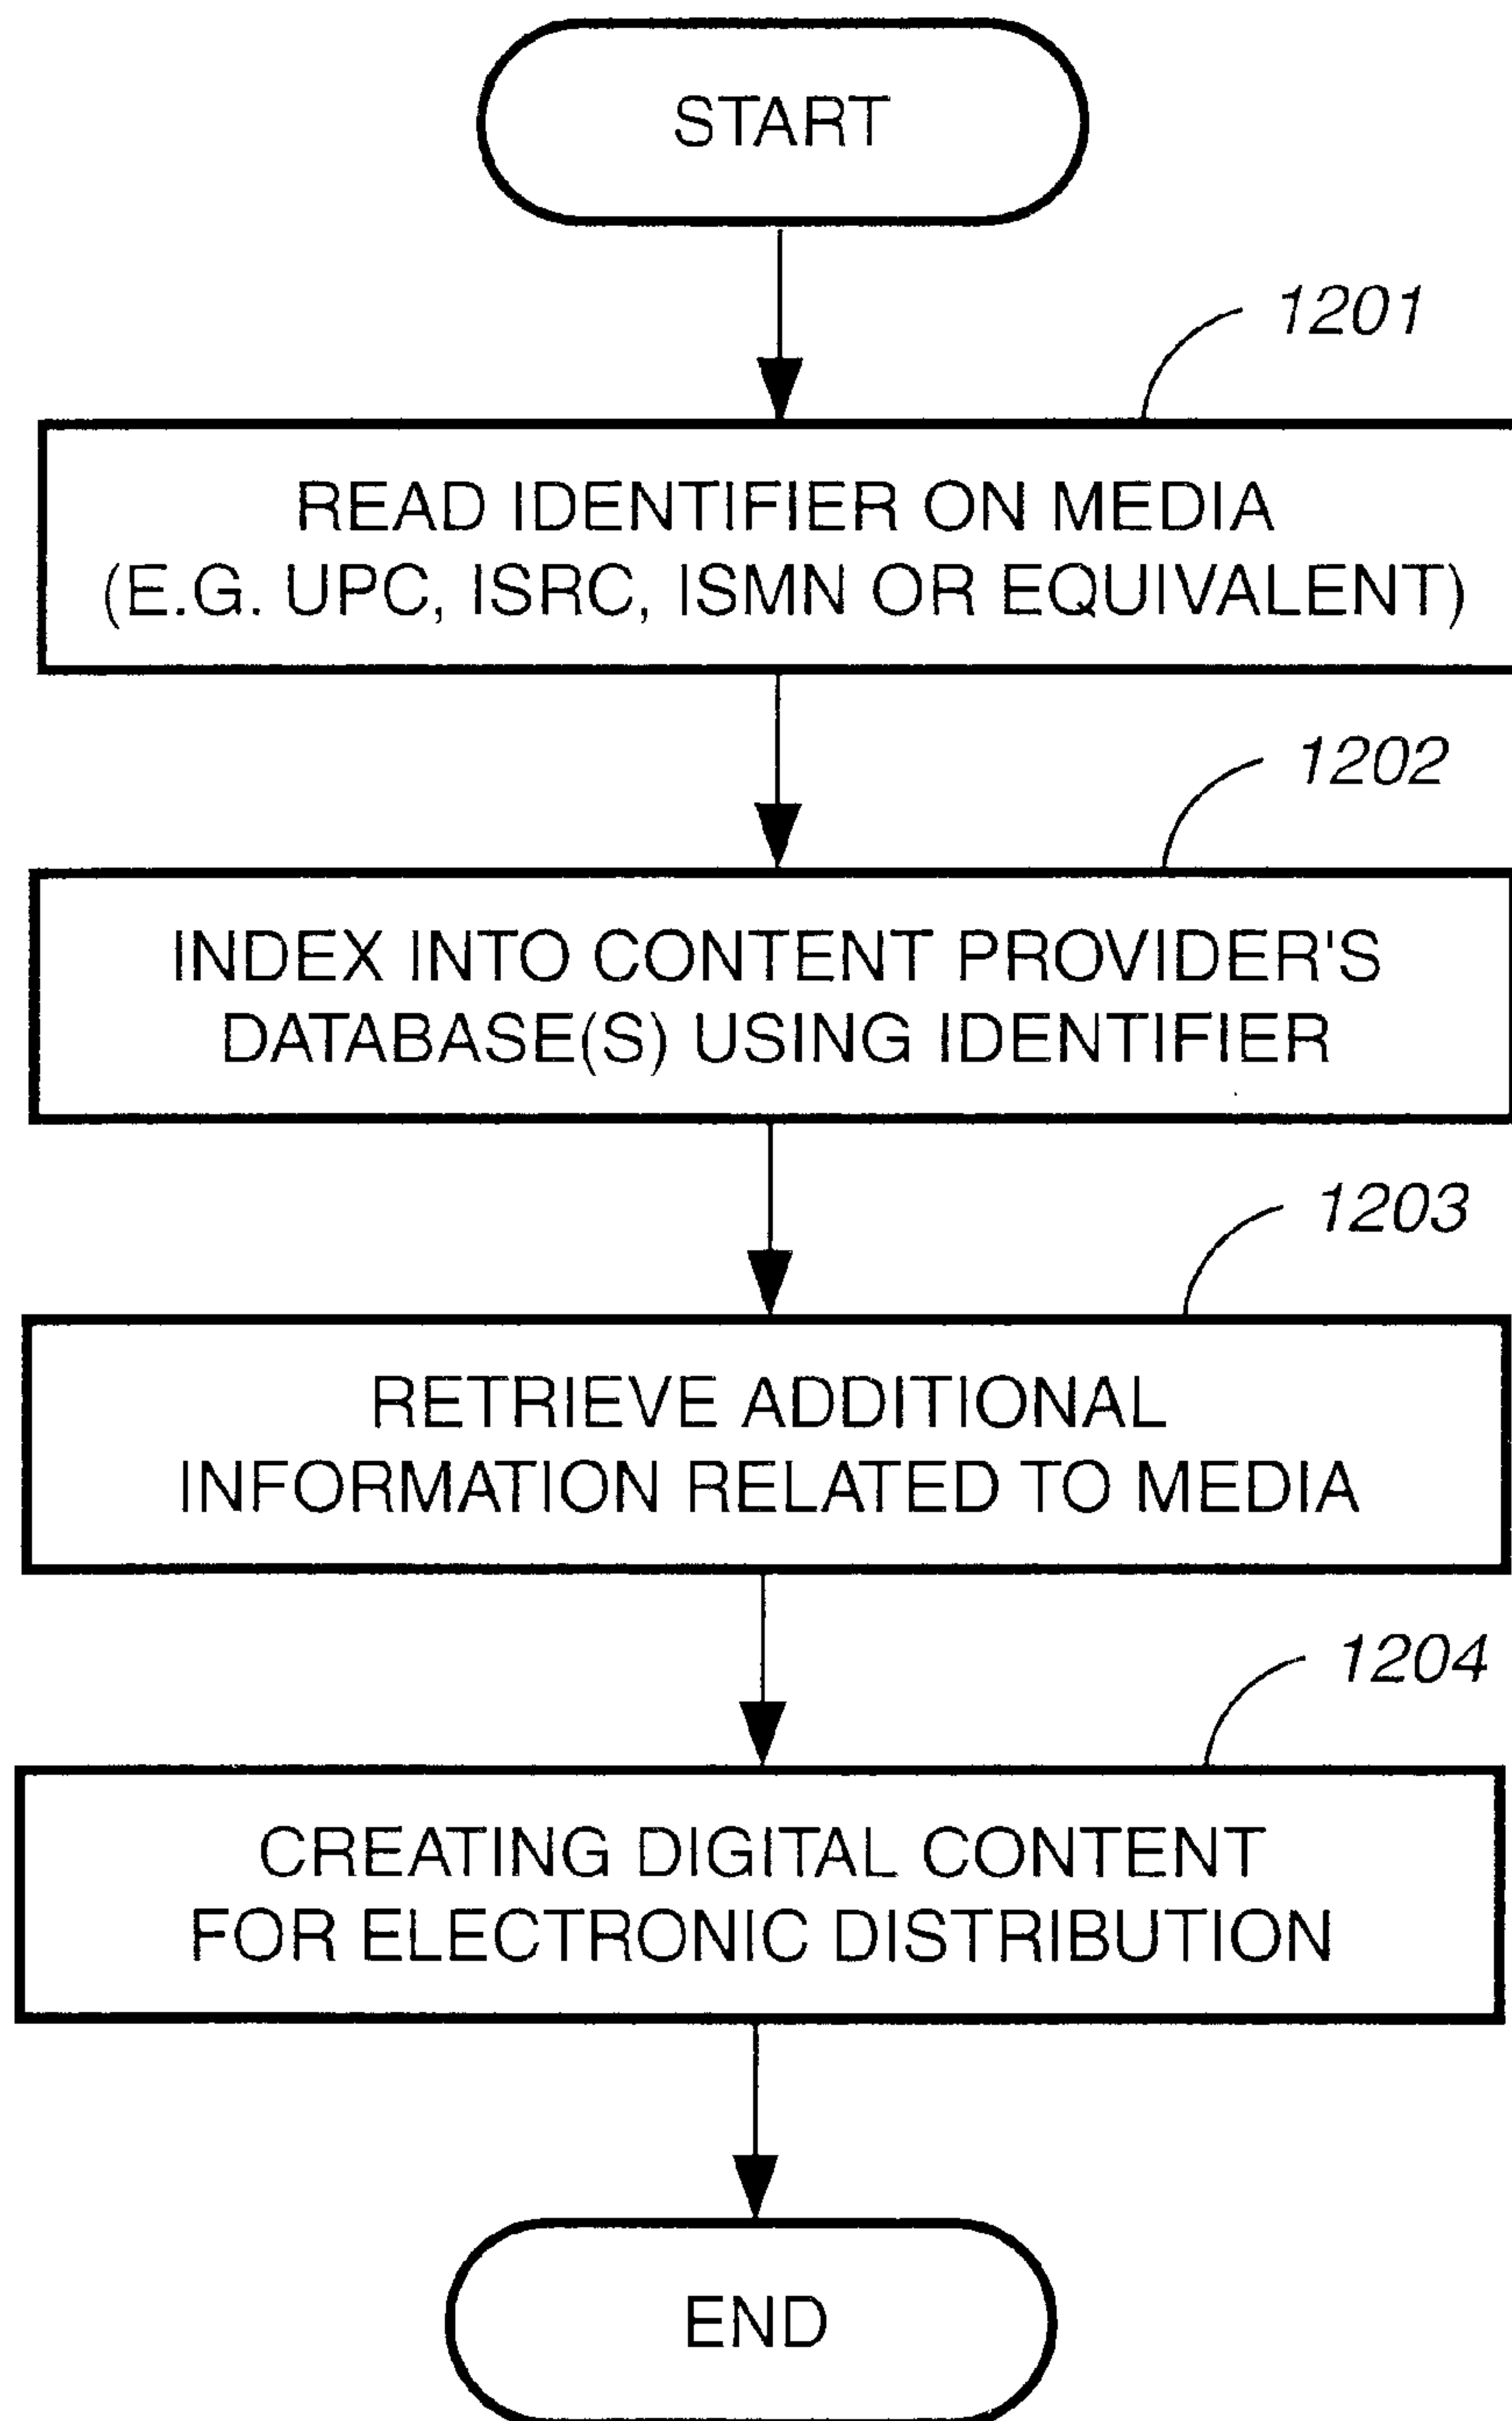 START
1201
READ IDENTIFIER ON MEDIA
(E.G. UPC, ISRC, ISMN OR EQUIVALENT)
1202
INDEX INTO CONTENT PROVIDER'S
DATABASE(S) USING IDENTIFIER
1203
RETRIEVE ADDITIONAL
INFORMATION RELATED TO MEDIA
1204
CREATING DIGITAL CONTENT
FOR ELECTRONIC DISTRIBUTION
END